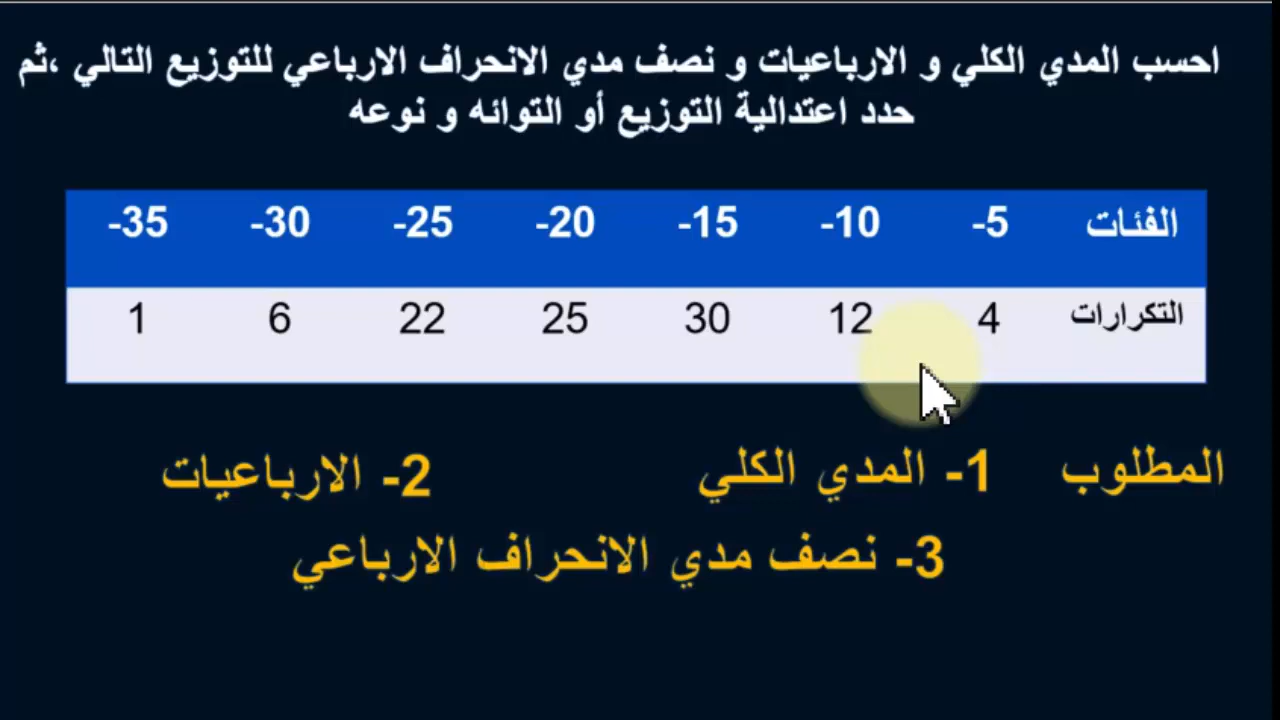 احسب المدي الكلي و الارباعيات و نصف مدي الانحراف الارباعي للتوزيع التالي ،ثم
حدد اعتدالية التوزيع أو التوائه و نوعه
الفئات -5 -10 -15 -20 -25 -30 -35
التكرارات 4 12 30 25 22 6 1
المطلوب 1- المدي الكلي 2- الارباعيات
3- نصف مدي الانحراف الارباعي